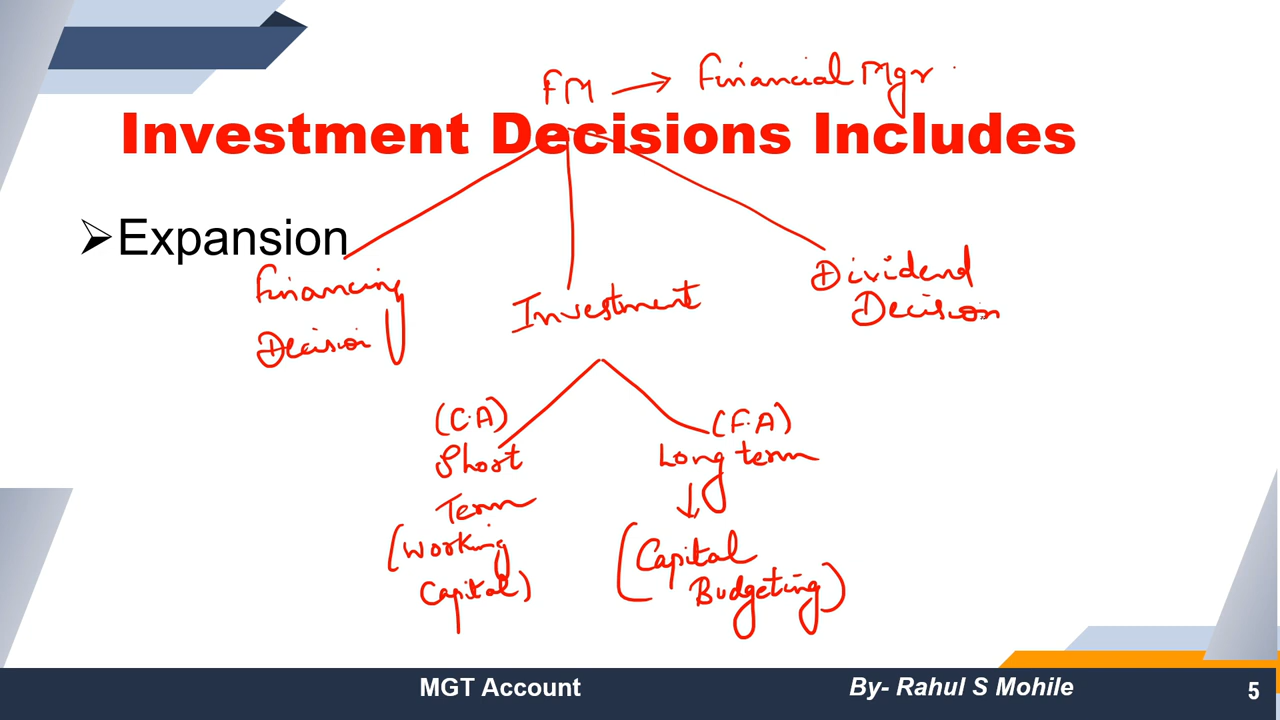 FM → Financial Mgr
Investment Decisions Includes
➢Expansion
Financing
Decision
Investment
Dividend
Decision
(C.A)
Short
Term
(Working
Capital)
(F.A)
Long term
(Capital
Budgeting)
MGT Account
By- Rahul S Mohile
5